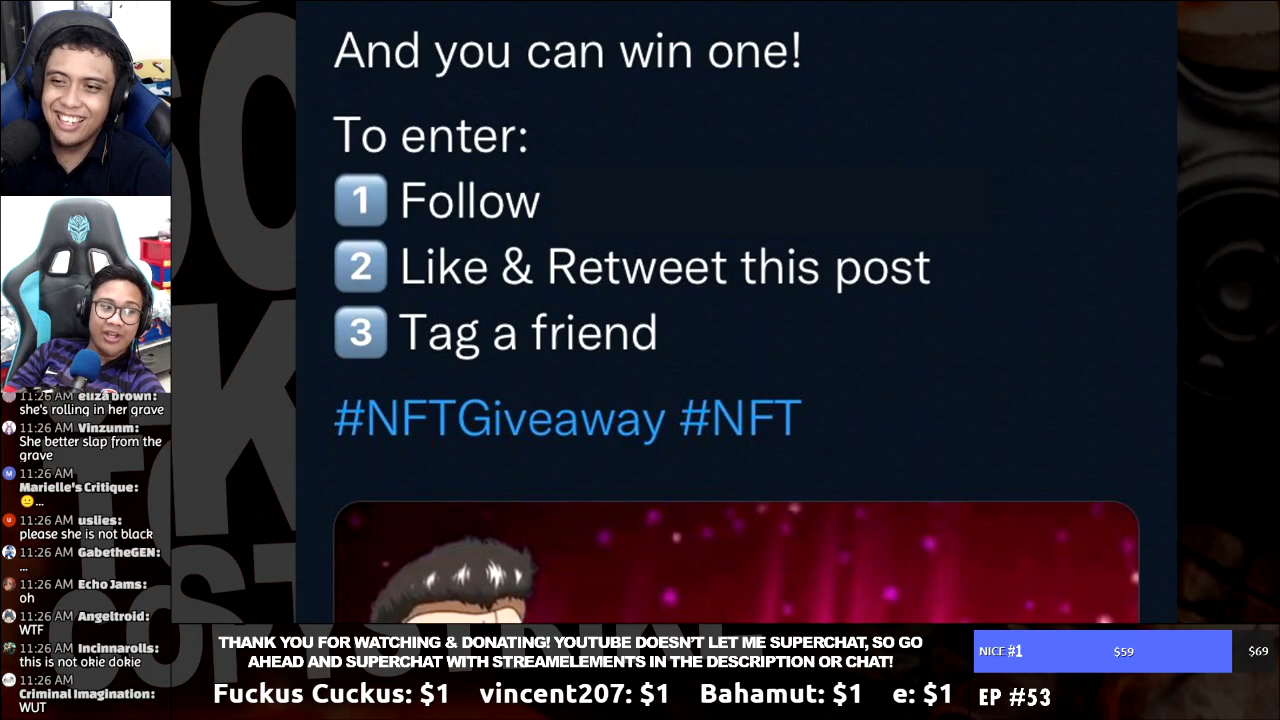 And you can win one!
To enter:
1 Follow
2 Like & Retweet this post
3 Tag a friend
#NFTGiveaway #NFT
11:26 AM eliza brown:
she's rolling in her grave
11:26 AM Vinzunm:
She better slap from the
grave
M 11:26 AM
Marielle's Critique:
...
u 11:26 AM uslies:
please she is not black
11:26 AM GabetheGEN:
...
11:26 AM Echo Jams:
oh
11:26 AM Angeltroid:
WTF
11:26 AM Incinnarolls:
this is not okie dokie
11:26 AM
Criminal Imagination:
WUT
THANK YOU FOR WATCHING & DONATING! YOUTUBE DOESN'T LET ME SUPERCHAT, SO GO
AHEAD AND SUPERCHAT WITH STREAMELEMENTS IN THE DESCRIPTION OR CHAT!
Fuckus Cuckus: $1 vincent207: $1 Bahamut: $1 e: $1
NICE #1 $59 $69
EP #53